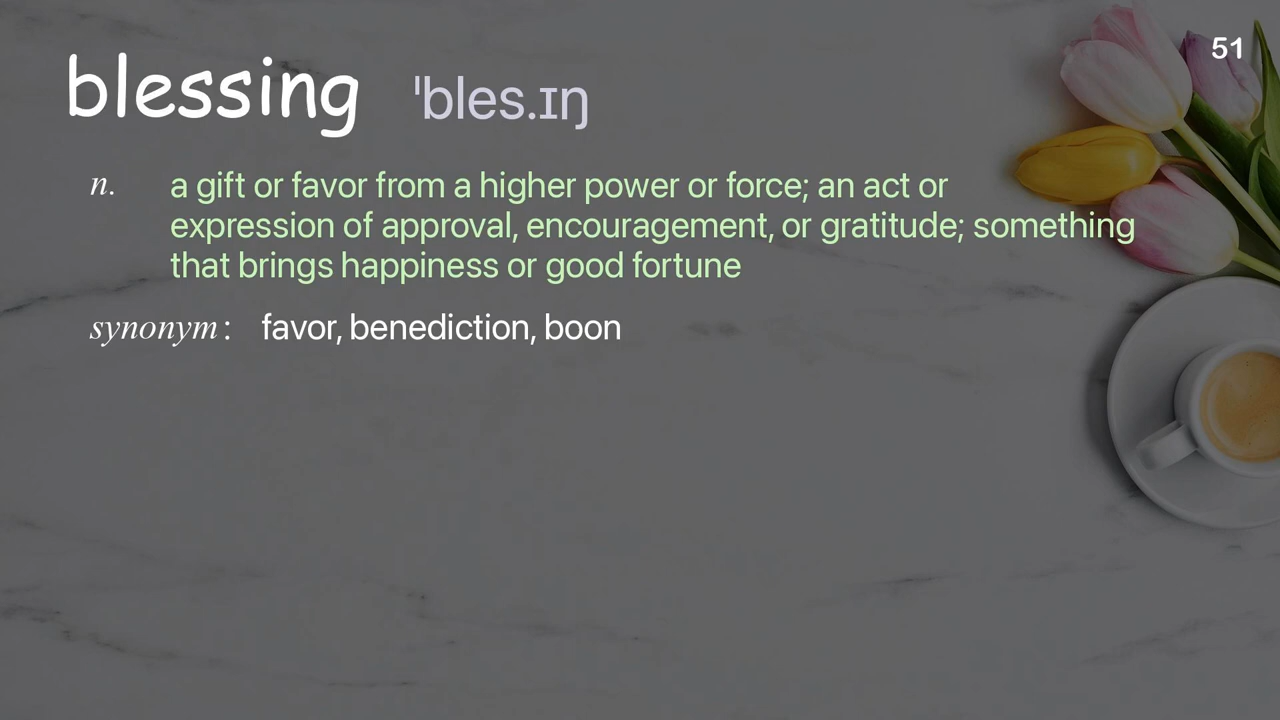 51
blessing ˈbles.ɪŋ
n. a gift or favor from a higher power or force; an act or
expression of approval, encouragement, or gratitude; something
that brings happiness or good fortune
synonym : favor, benediction, boon